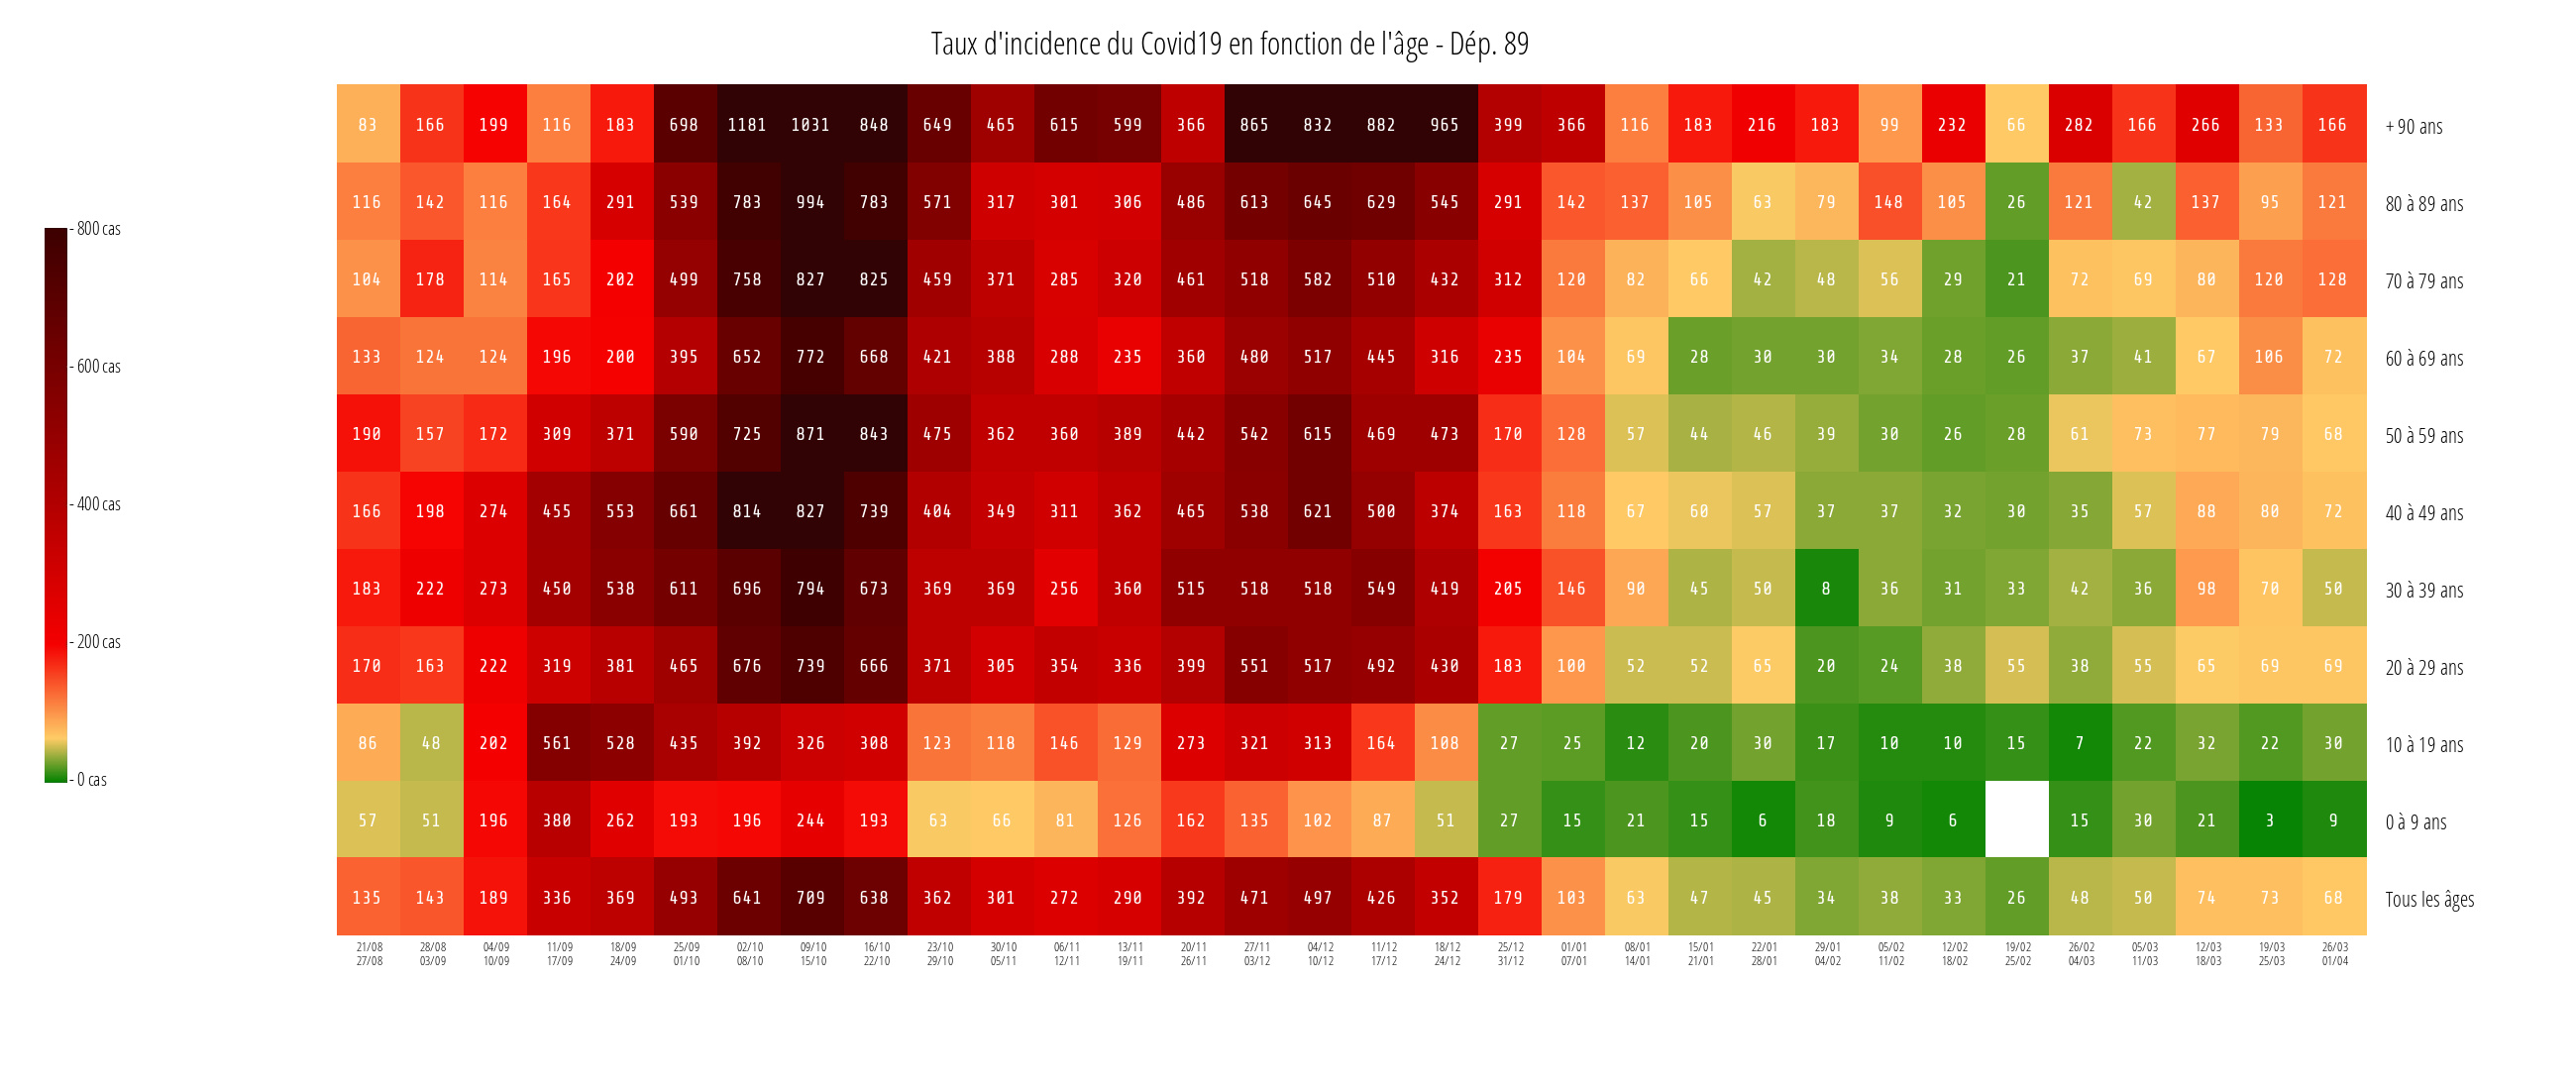 Taux d'incidence du Covid19 en fonction de l'âge - Dép. 89
- 800 cas
- 600 cas
- 400 cas
- 200 cas
- 0 cas
83 166 199 116 183 698 1181 1031 848 649 465 615 599 366 865 832 882 965 399 366 116 183 216 183 99 232 66 282 166 266 133 166 + 90 ans
116 142 116 164 291 539 783 994 783 571 317 301 306 486 613 645 629 545 291 142 137 105 63 79 148 105 26 121 42 137 95 121 80 à 89 ans
104 178 114 165 202 499 758 827 825 459 371 285 320 461 518 582 510 432 312 120 82 66 42 48 56 29 21 72 69 80 120 128 70 à 79 ans
133 124 124 196 200 395 652 772 668 421 388 288 235 360 480 517 445 316 235 104 69 28 30 30 34 28 26 37 41 67 106 72 60 à 69 ans
190 157 172 309 371 590 725 871 843 475 362 360 389 442 542 615 469 473 170 128 57 44 46 39 30 26 28 61 73 77 79 68 50 à 59 ans
166 198 274 455 553 661 814 827 739 404 349 311 362 465 538 621 500 374 163 118 67 60 57 37 37 32 30 35 57 88 80 72 40 à 49 ans
183 222 273 450 538 611 696 794 673 369 369 256 360 515 518 518 549 419 205 146 90 45 50 8 36 31 33 42 36 98 70 50 30 à 39 ans
170 163 222 319 381 465 676 739 666 371 305 354 336 399 551 517 492 430 183 100 52 52 65 20 24 38 55 38 55 65 69 69 20 à 29 ans
86 48 202 561 528 435 392 326 308 123 118 146 129 273 321 313 164 108 27 25 12 20 30 17 10 10 15 7 22 32 22 30 10 à 19 ans
57 51 196 380 262 193 196 244 193 63 66 81 126 162 135 102 87 51 27 15 21 15 6 18 9 6 15 30 21 3 9 0 à 9 ans
135 143 189 336 369 493 641 709 638 362 301 272 290 392 471 497 426 352 179 103 63 47 45 34 38 33 26 48 50 74 73 68 Tous les âges
21/08 28/08 04/09 11/09 18/09 25/09 02/10 09/10 16/10 23/10 30/10 06/11 13/11 20/11 27/11 04/12 11/12 18/12 25/12 01/01 08/01 15/01 22/01 29/01 05/02 12/02 19/02 26/02 05/03 12/03 19/03 26/03
27/08 03/09 10/09 17/09 24/09 01/10 08/10 15/10 22/10 29/10 05/11 12/11 19/11 26/11 03/12 10/12 17/12 24/12 31/12 07/01 14/01 21/01 28/01 04/02 11/02 18/02 25/02 04/03 11/03 18/03 25/03 01/04